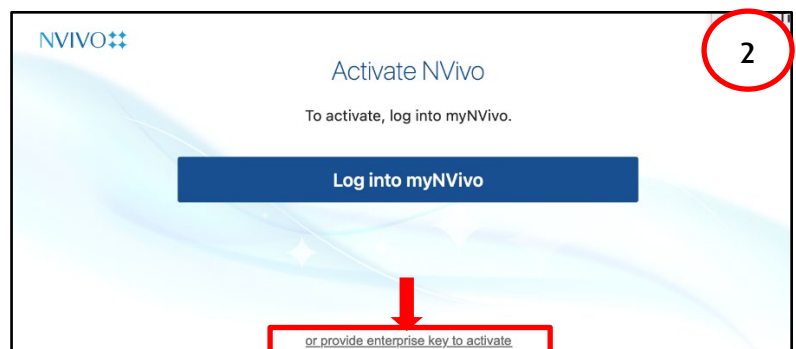 NVIVO
2
Activate NVivo
To activate, log into myNVivo.
Log into myNVivo
or provide enterprise key to activate